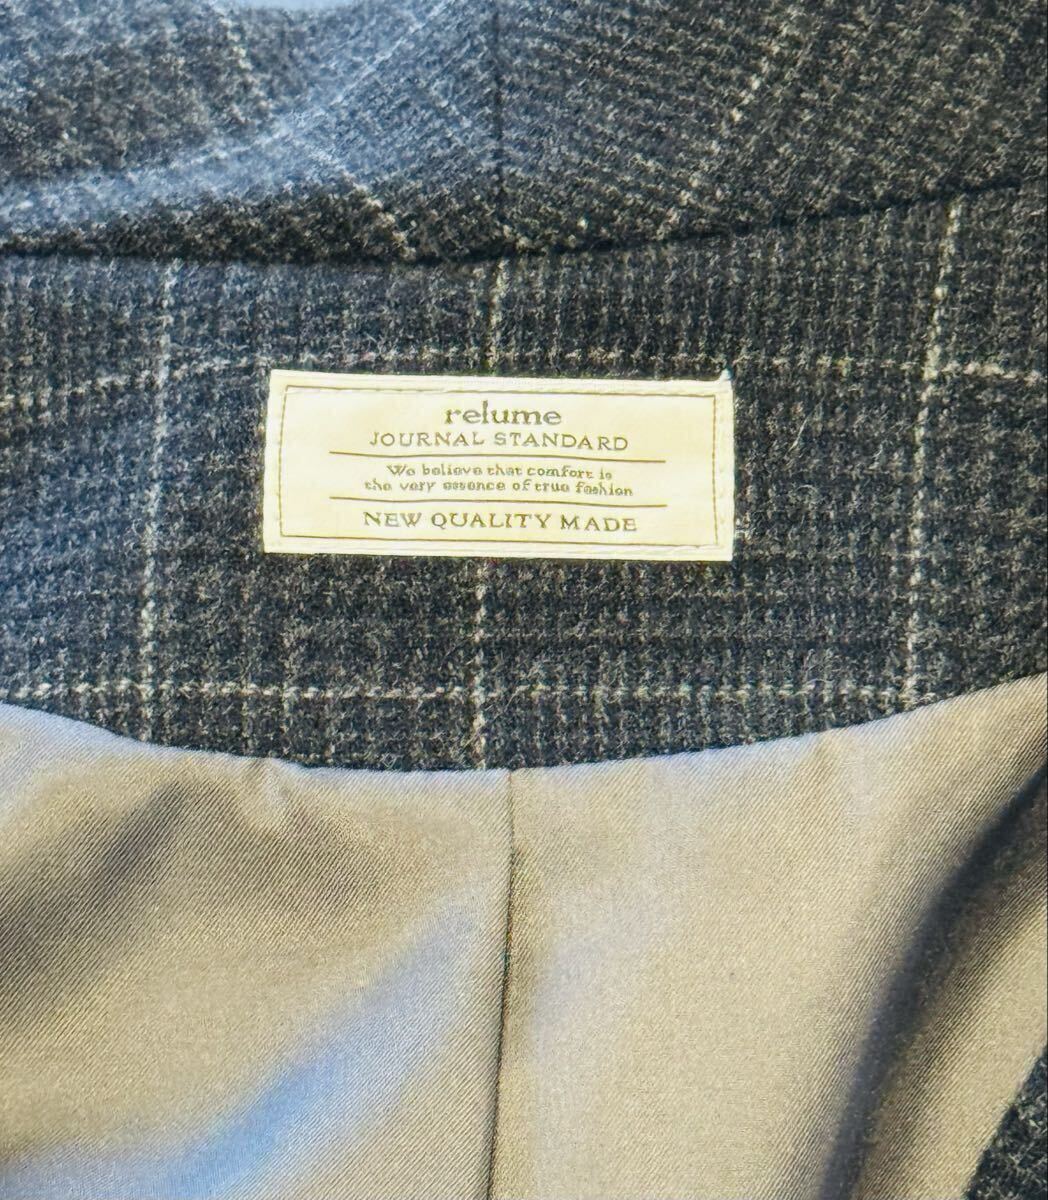 relume
JOURNAL STANDARD
We believe that comfort is
the very essence of true fashion
NEW QUALITY MADE